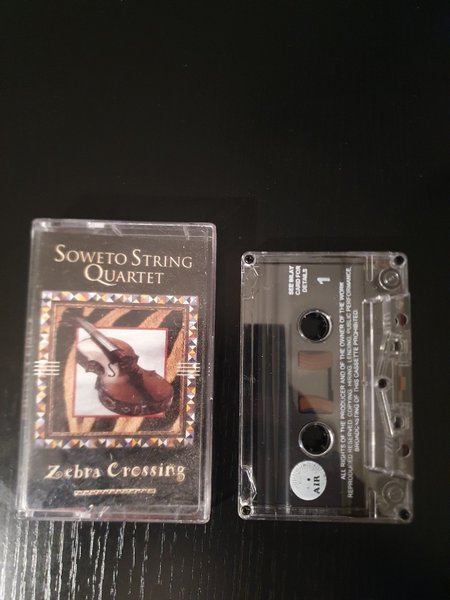 SOWETO STRING
QUARTET
Zebra Crossing
SEE INLAY
CARD FOR
DETAILS
1
ALL RIGHTS OF THE PRODUCER AND OF THE OWNER OF THE WORK
REPRODUCED RESERVED. COPYING, HIRING, LENDING, PUBLIC PERFORMANCE,
BROADCASTING OF THIS CASSETTE PROHIBITED.
AIR